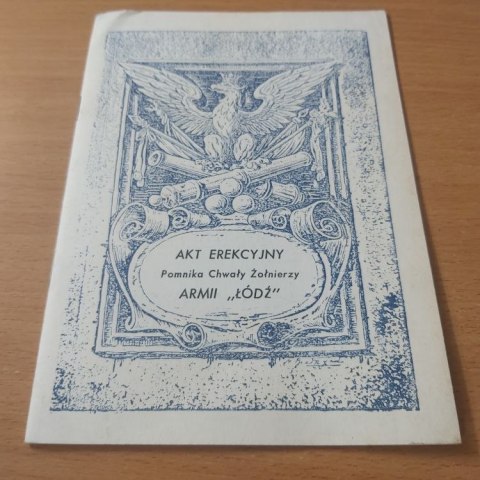 AKT EREKCYJNY
Pomnika Chwały Żołnierzy
ARMII „ŁÓDŹ"